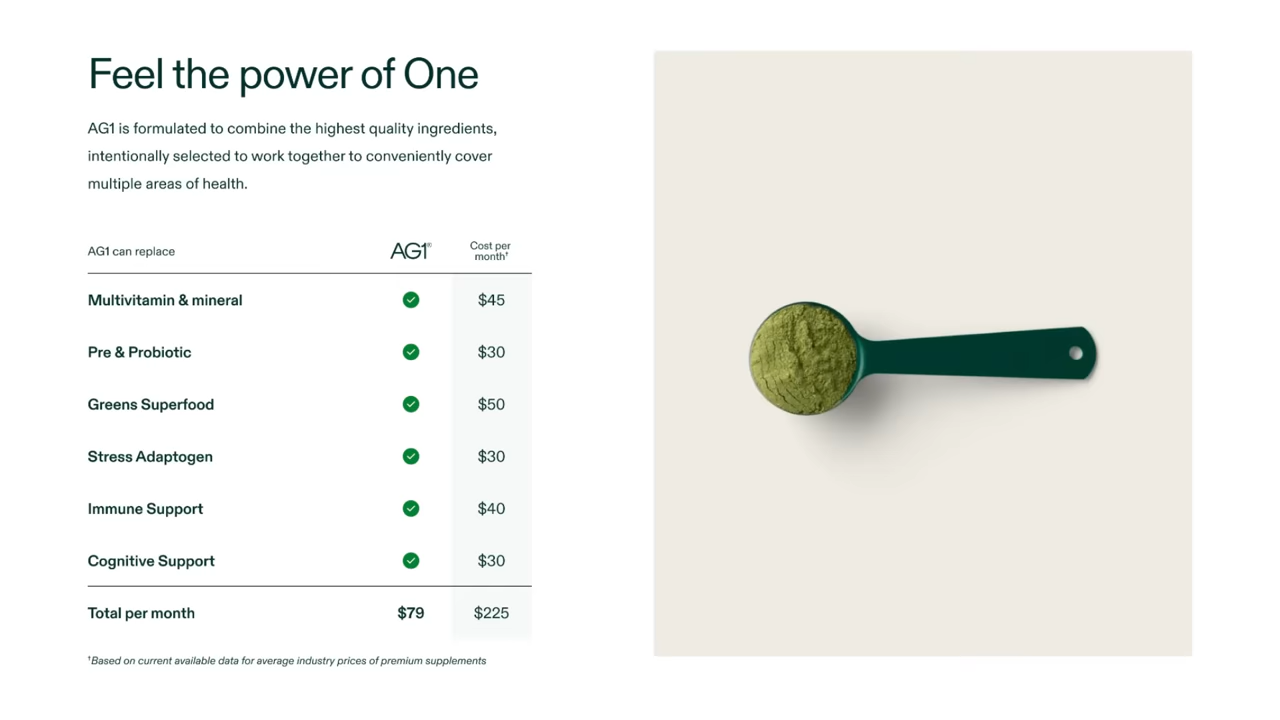 Feel the power of One
AG1 is formulated to combine the highest quality ingredients,
intentionally selected to work together to conveniently cover
multiple areas of health.
AG1 can replace AG1® Cost per
month†
Multivitamin & mineral $45
Pre & Probiotic $30
Greens Superfood $50
Stress Adaptogen $30
Immune Support $40
Cognitive Support $30
Total per month $79 $225
†Based on current available data for average industry prices of premium supplements